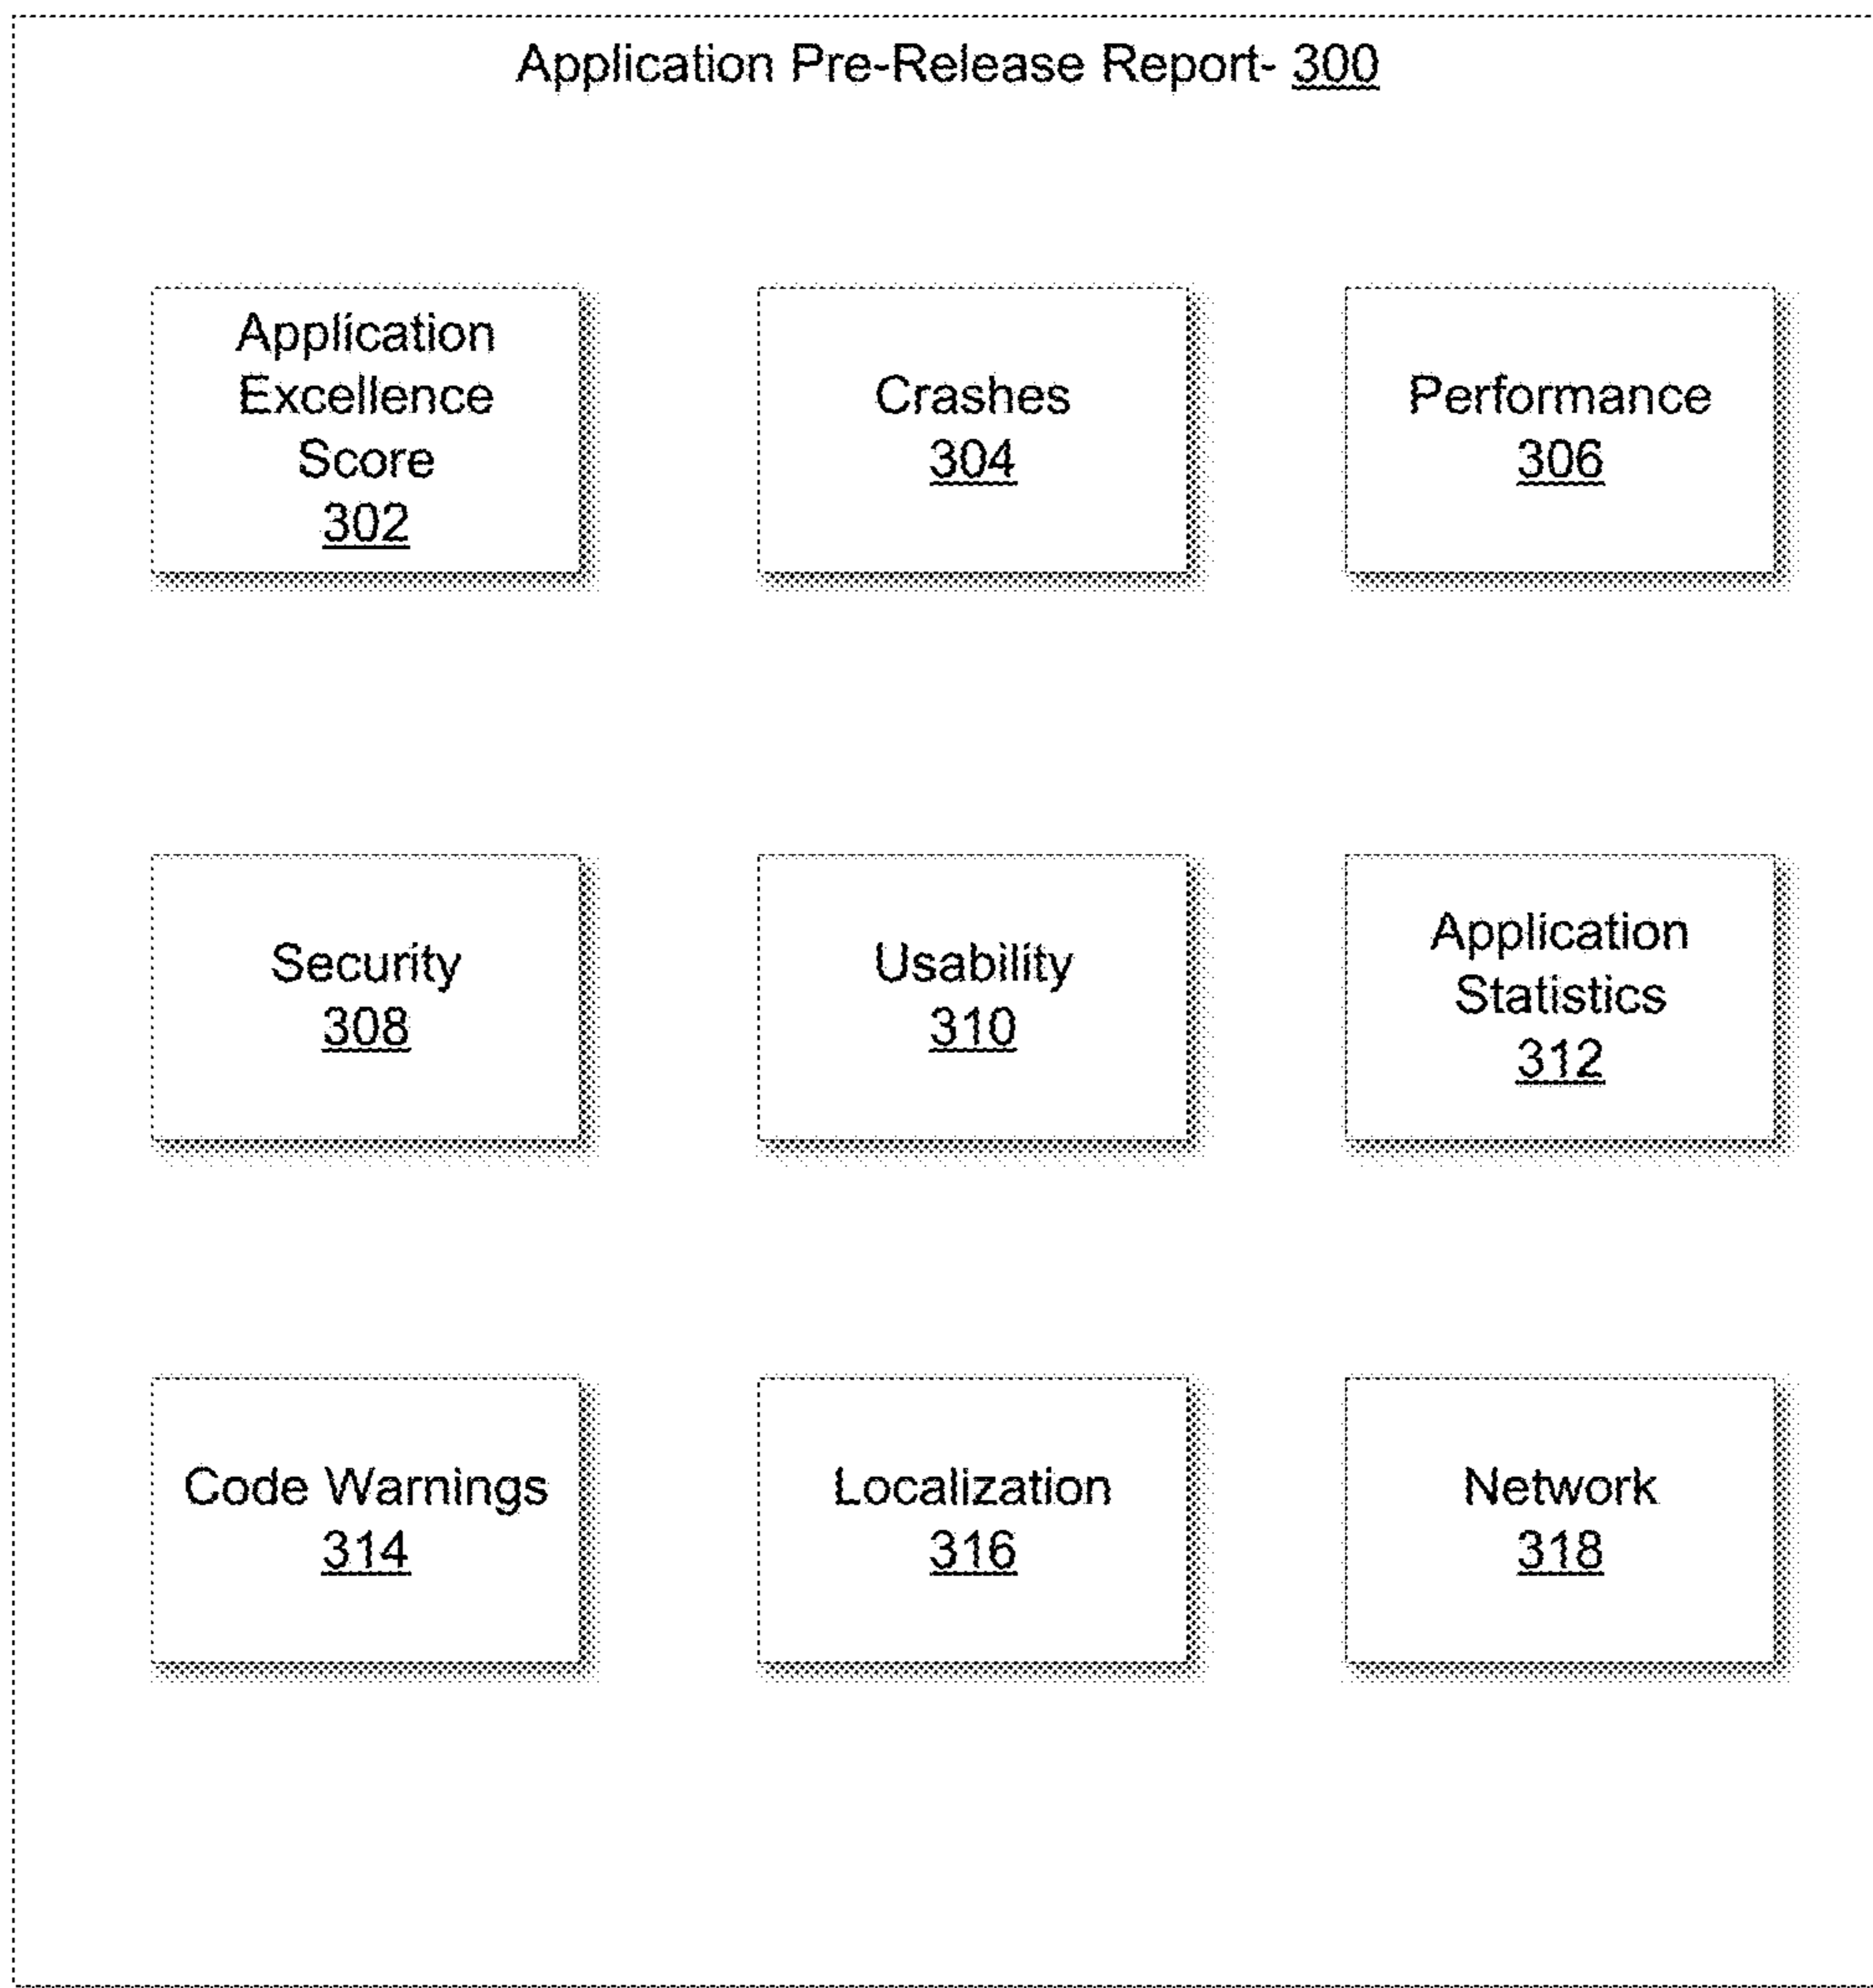 Application Pre-Release Report- 300
Application
Excellence
Score
302
Crashes
304
Performance
306
Security
308
Usability
310
Application
Statistics
312
Code Warnings
314
Localization
316
Network
318